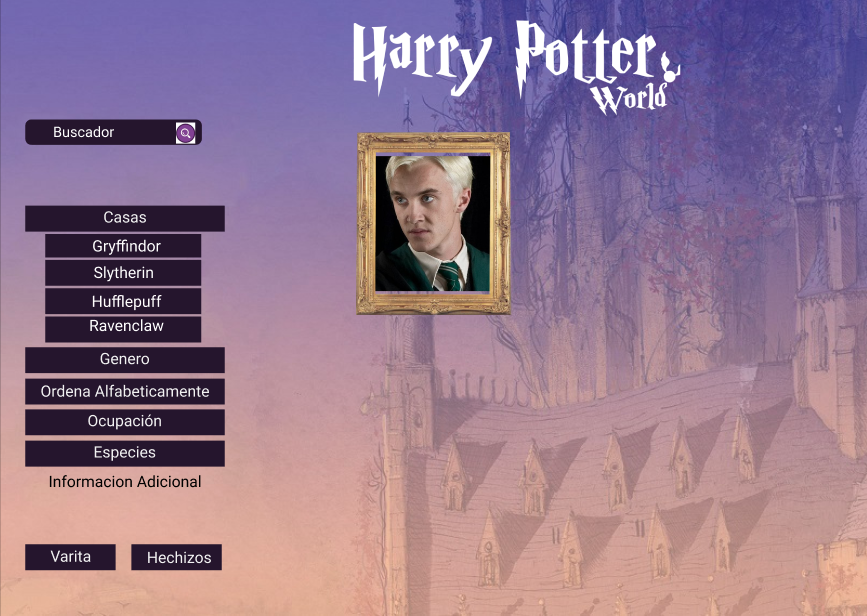 Harry Potter
World
Buscador
Casas
Gryffindor
Slytherin
Hufflepuff
Ravenclaw
Genero
Ordena Alfabeticamente
Ocupación
Especies
Informacion Adicional
Varita
Hechizos